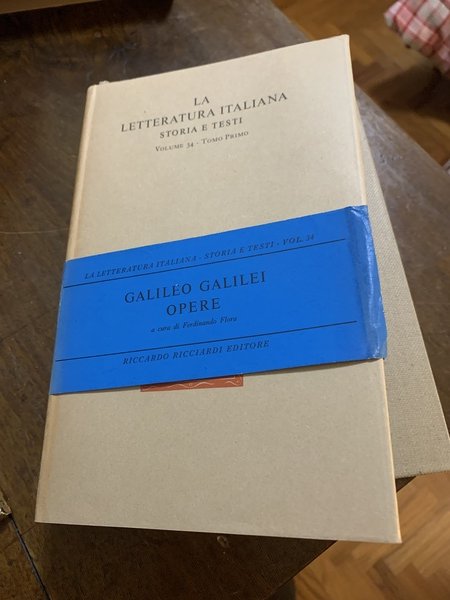 LA
LETTERATURA ITALIANA
STORIA E TESTI
VOLUME 34 · TOMO PRIMO
LA LETTERATURA ITALIANA · STORIA E TESTI · VOL. 34
GALILEO GALILEI
OPERE
a cura di Ferdinando Flora
RICCARDO RICCIARDI EDITORE